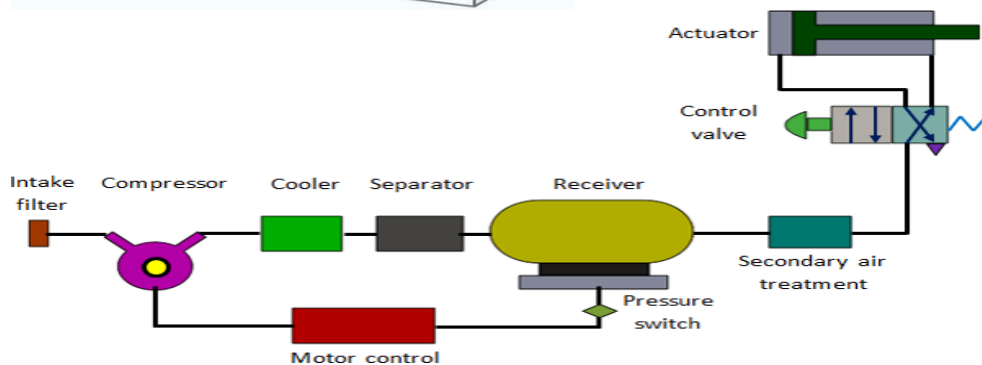 Actuator
Control
valve
Intake
filter
Compressor
Cooler
Separator
Receiver
Secondary air
treatment
Pressure
switch
Motor control